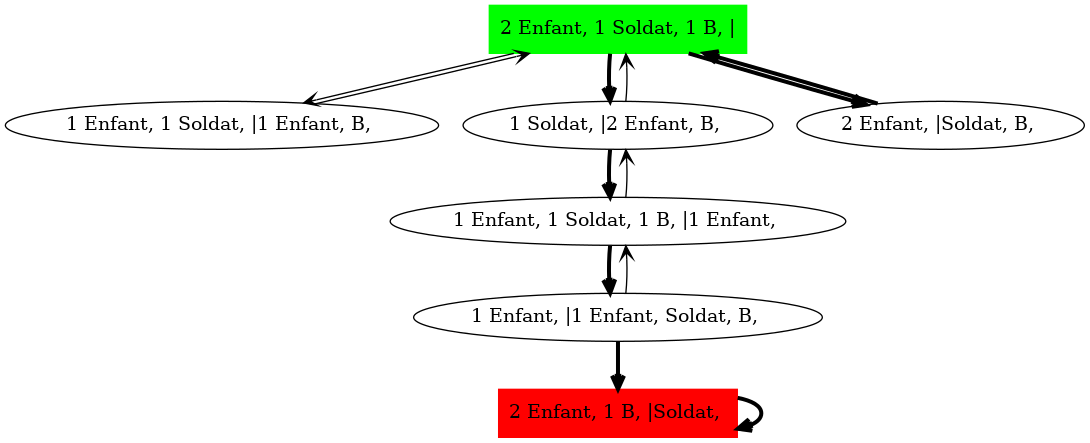 2 Enfant, 1 Soldat, 1 B, |
1 Enfant, 1 Soldat, |1 Enfant, B,
1 Soldat, |2 Enfant, B,
2 Enfant, |Soldat, B,
1 Enfant, 1 Soldat, 1 B, |1 Enfant,
1 Enfant, |1 Enfant, Soldat, B,
2 Enfant, 1 B, |Soldat,